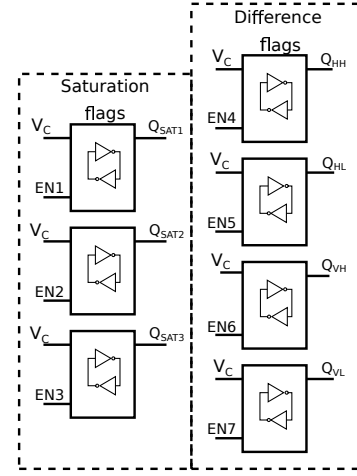 Saturation
flags
V_C
Q_SAT1
EN1
V_C
Q_SAT2
EN2
V_C
Q_SAT3
EN3
Difference
flags
V_C
Q_HH
EN4
V_C
Q_HL
EN5
V_C
Q_VH
EN6
V_C
Q_VL
EN7